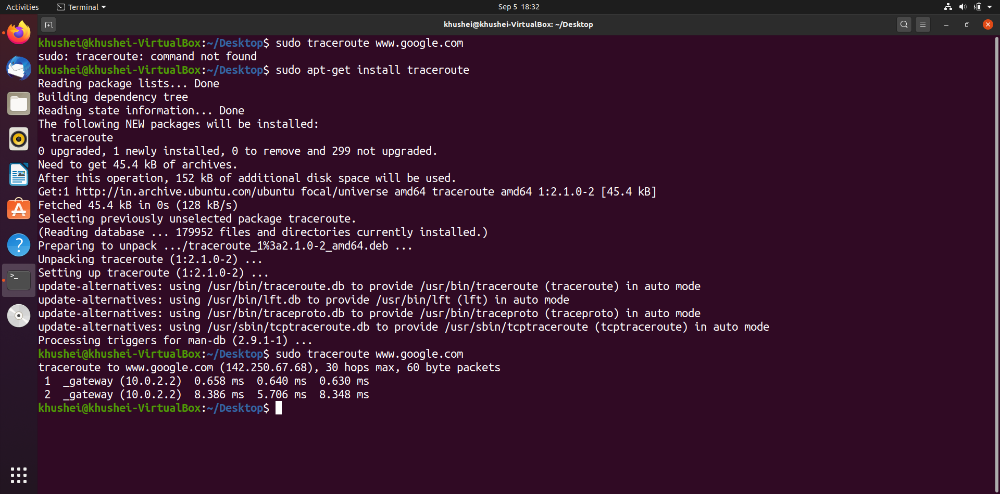 Activities
Terminal
Sep 5 18:32
khushei@khushei-VirtualBox: ~/Desktop
khushei@khushei-VirtualBox:~/Desktop$ sudo traceroute www.google.com
sudo: traceroute: command not found
khushei@khushei-VirtualBox:~/Desktop$ sudo apt-get install traceroute
Reading package lists... Done
Building dependency tree
Reading state information... Done
The following NEW packages will be installed:
  traceroute
0 upgraded, 1 newly installed, 0 to remove and 299 not upgraded.
Need to get 45.4 kB of archives.
After this operation, 152 kB of additional disk space will be used.
Get:1 http://in.archive.ubuntu.com/ubuntu focal/universe amd64 traceroute amd64 1:2.1.0-2 [45.4 kB]
Fetched 45.4 kB in 0s (128 kB/s)
Selecting previously unselected package traceroute.
(Reading database ... 179952 files and directories currently installed.)
Preparing to unpack .../traceroute_1%3a2.1.0-2_amd64.deb ...
Unpacking traceroute (1:2.1.0-2) ...
Setting up traceroute (1:2.1.0-2) ...
update-alternatives: using /usr/bin/traceroute.db to provide /usr/bin/traceroute (traceroute) in auto mode
update-alternatives: using /usr/bin/lft.db to provide /usr/bin/lft (lft) in auto mode
update-alternatives: using /usr/bin/traceproto.db to provide /usr/bin/traceproto (traceproto) in auto mode
update-alternatives: using /usr/sbin/tcptraceroute.db to provide /usr/sbin/tcptraceroute (tcptraceroute) in auto mode
Processing triggers for man-db (2.9.1-1) ...
khushei@khushei-VirtualBox:~/Desktop$ sudo traceroute www.google.com
traceroute to www.google.com (142.250.67.68), 30 hops max, 60 byte packets
 1  _gateway (10.0.2.2)  0.658 ms  0.640 ms  0.630 ms
 2  _gateway (10.0.2.2)  8.386 ms  5.706 ms  8.348 ms
khushei@khushei-VirtualBox:~/Desktop$